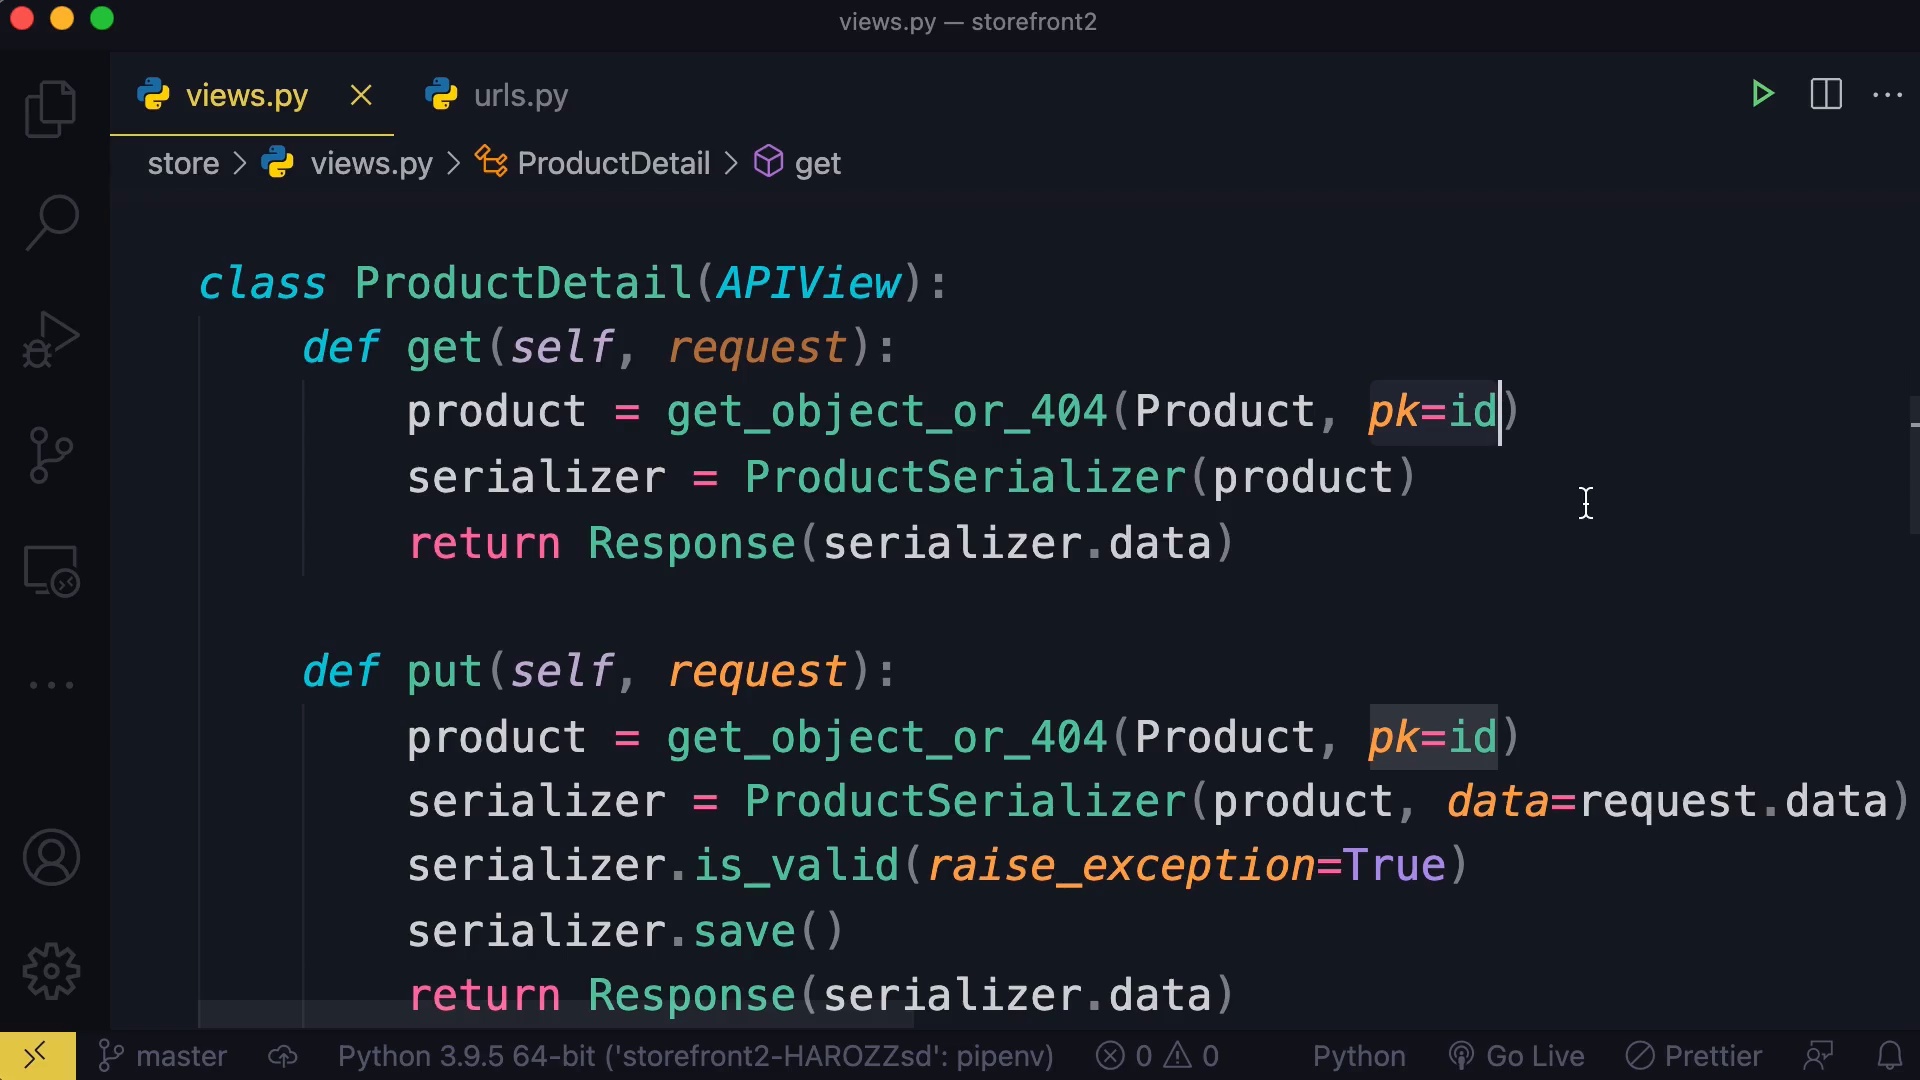 views.py — storefront2
views.py
urls.py
store > views.py > ProductDetail > get
class ProductDetail(APIView):
def get(self, request):
product = get_object_or_404(Product, pk=id)
serializer = ProductSerializer(product)
return Response(serializer.data)
def put(self, request):
product = get_object_or_404(Product, pk=id)
serializer = ProductSerializer(product, data=request.data)
serializer.is_valid(raise_exception=True)
serializer.save()
return Response(serializer.data)
master Python 3.9.5 64-bit ('storefront2-HAROZZsd': pipenv) 0 0 Python Go Live Prettier